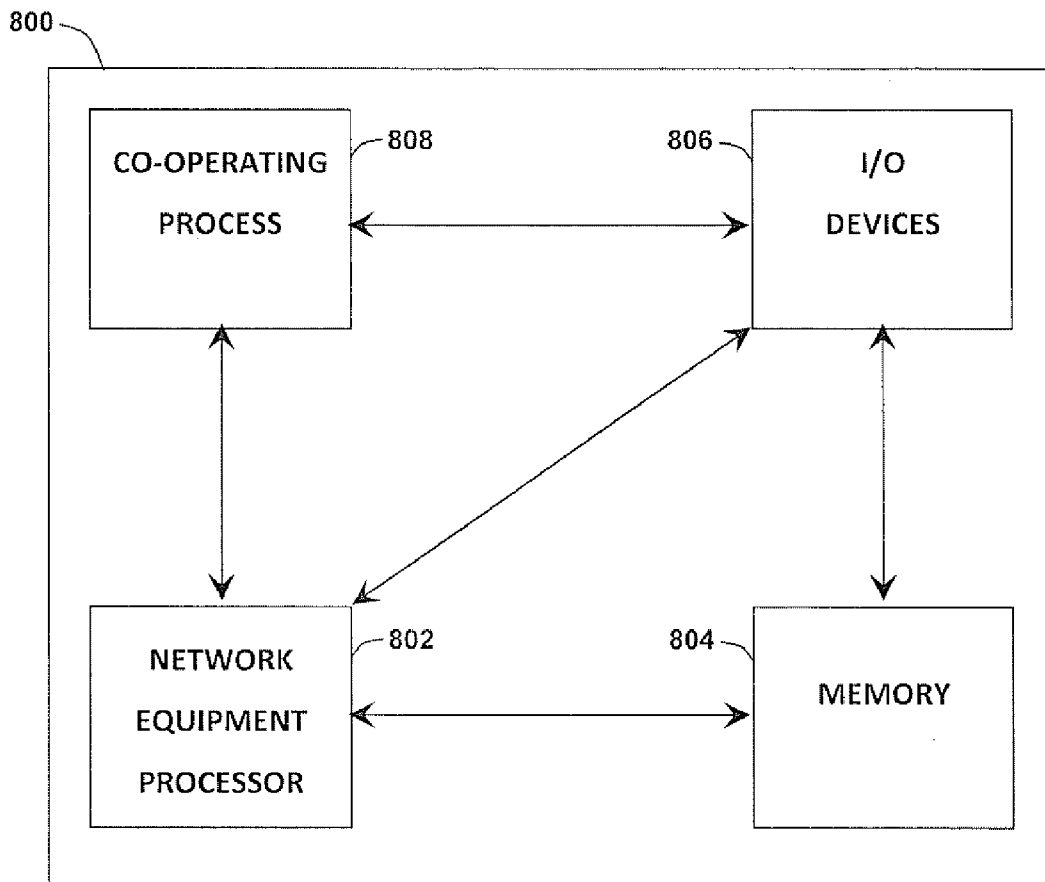 800
CO-OPERATING
PROCESS
808
806
I/O
DEVICES
NETWORK
EQUIPMENT
PROCESSOR
802
804
MEMORY